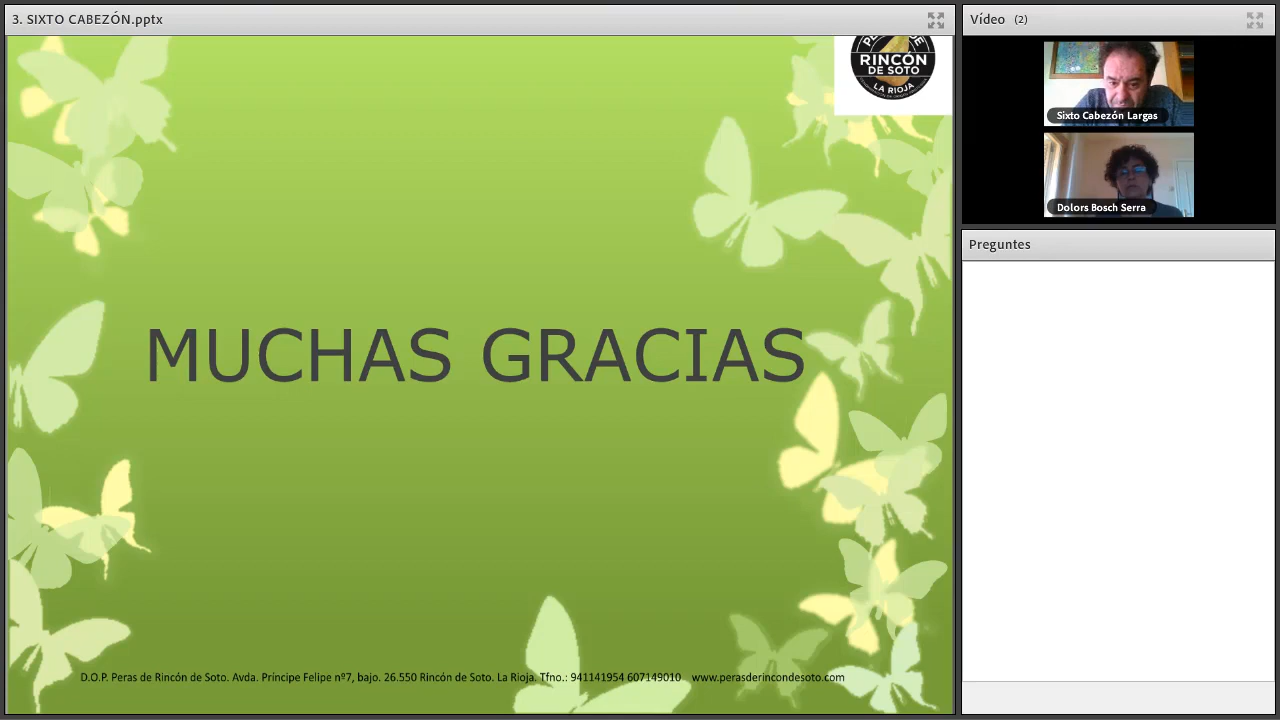 3. SIXTO CABEZÓN.pptx
RINCÓN
DE SOTO
LA RIOJA
MUCHAS GRACIAS
D.O.P. Peras de Rincón de Soto. Avda. Príncipe Felipe nº7, bajo. 26.550 Rincón de Soto. La Rioja. Tfno.: 941141954 607149010 www.perasderincondesoto.com
Vídeo (2)
Sixto Cabezón Largas
Dolors Bosch Serra
Preguntes